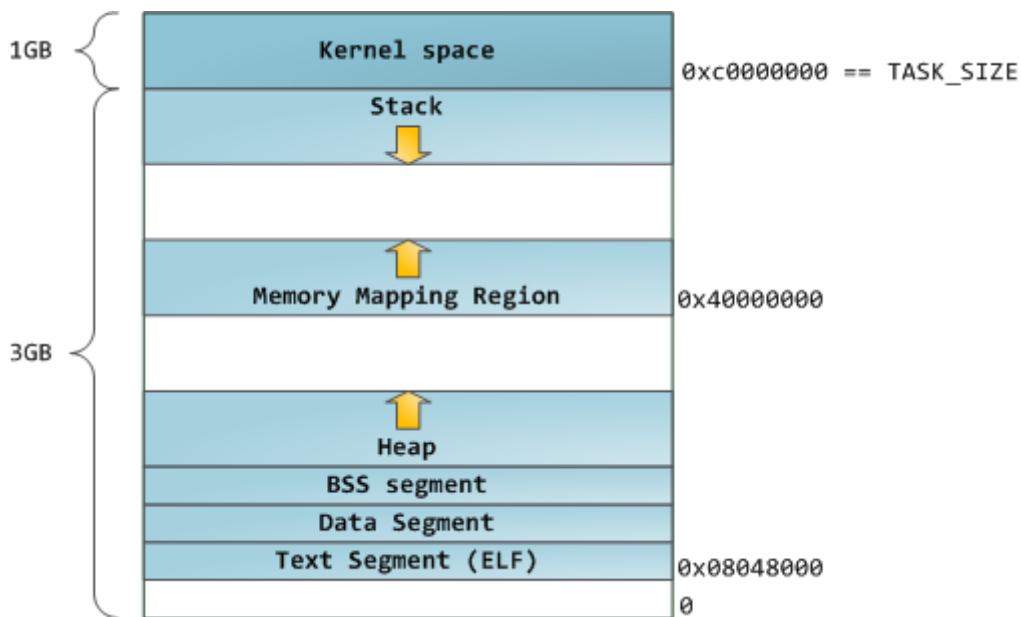 1GB
Kernel space
0xc0000000 == TASK_SIZE
Stack
Memory Mapping Region
0x40000000
3GB
Heap
BSS segment
Data Segment
Text Segment (ELF)
0x08048000
0